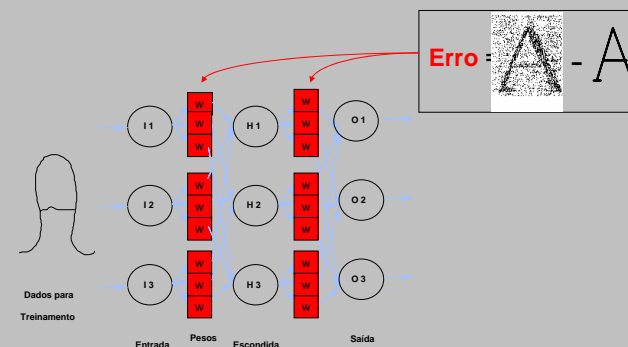 Erro = A - A
I 1
W
W
W
H 1
W
W
W
O 1
I 2
W
W
W
H 2
W
W
W
O 2
I 3
W
W
W
H 3
W
W
W
O 3
Dados para
Treinamento
Entrada
Pesos
Escondida
Saída